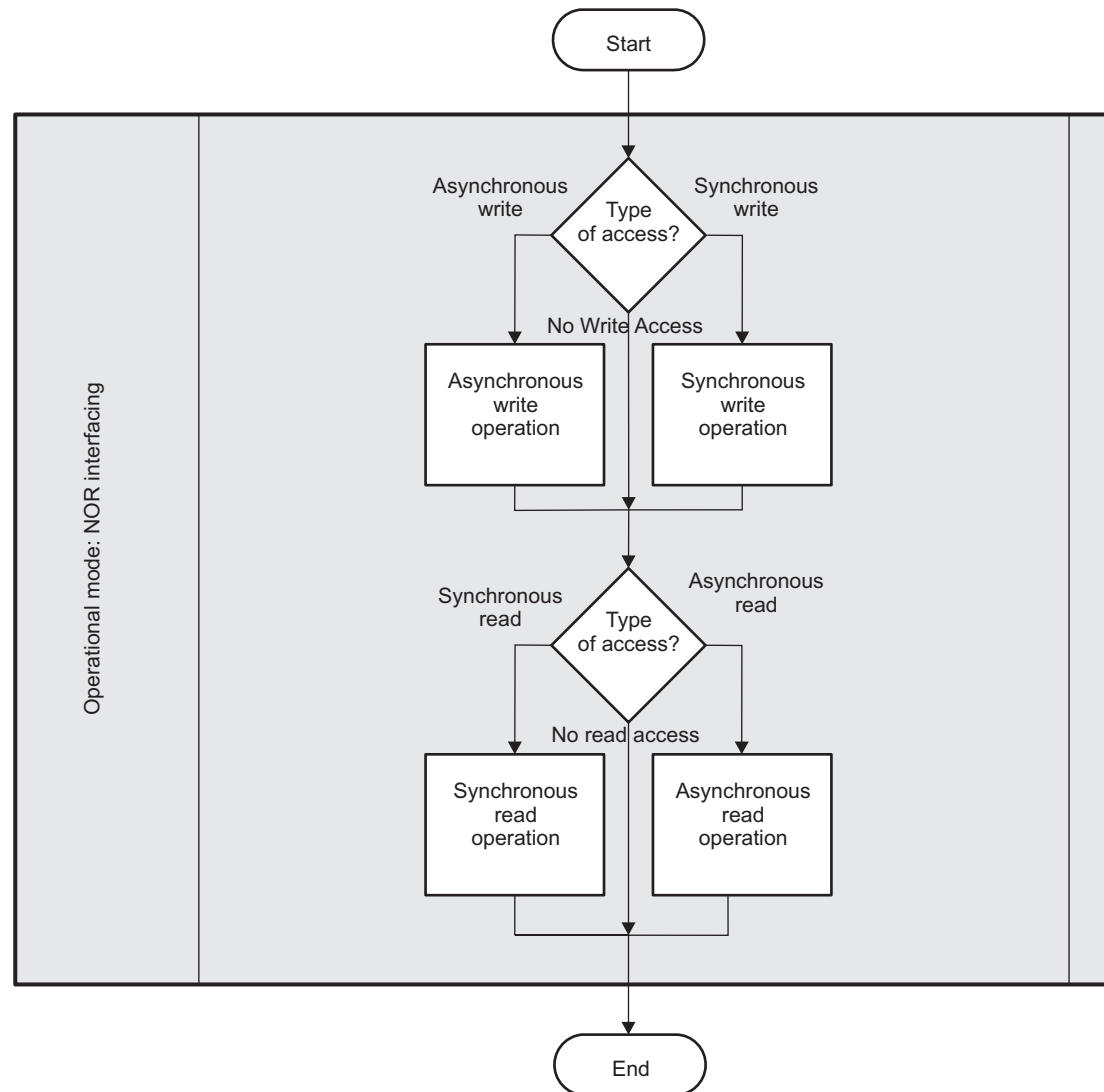 Start
Asynchronous
write
Synchronous
write
Type
of access?
No Write Access
Asynchronous
write
operation
Synchronous
write
operation
Operational mode: NOR interfacing
Synchronous
read
Asynchronous
read
Type
of access?
No read access
Synchronous
read
operation
Asynchronous
read
operation
End